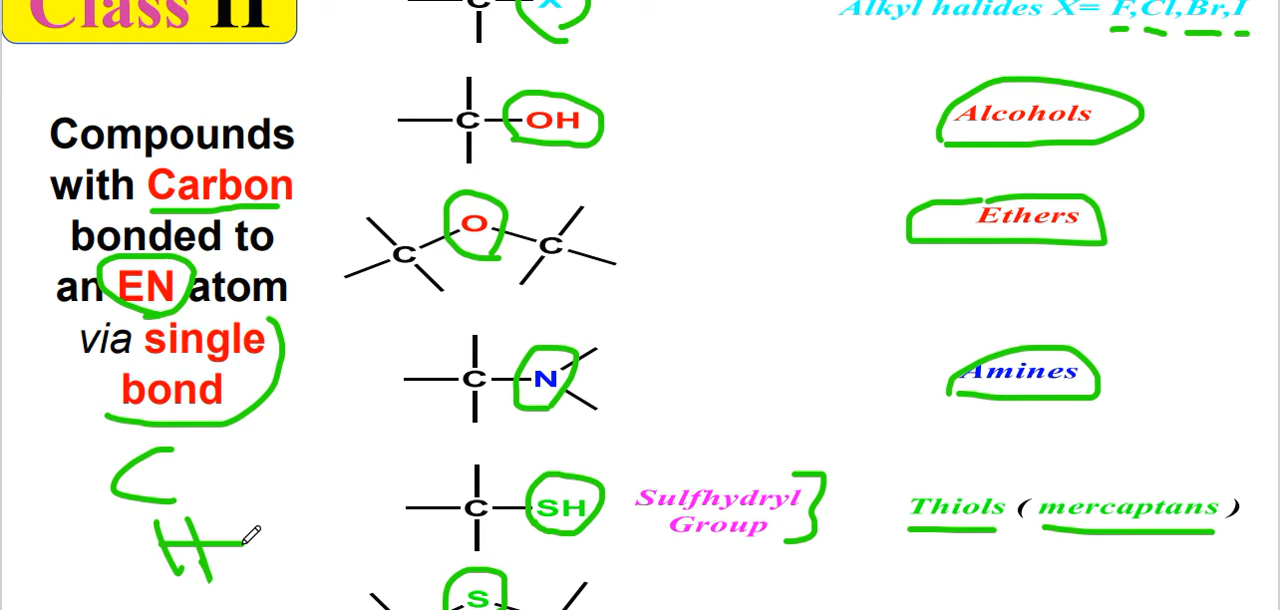 Class II
C X Alkyl halides X= F,Cl,Br,I
Compounds
with Carbon
bonded to
an EN atom
via single
bond
C OH Alcohols
O Ethers
C C
C N Amines
C SH Sulfhydryl
Group
Thiols ( mercaptans )
S
C
H